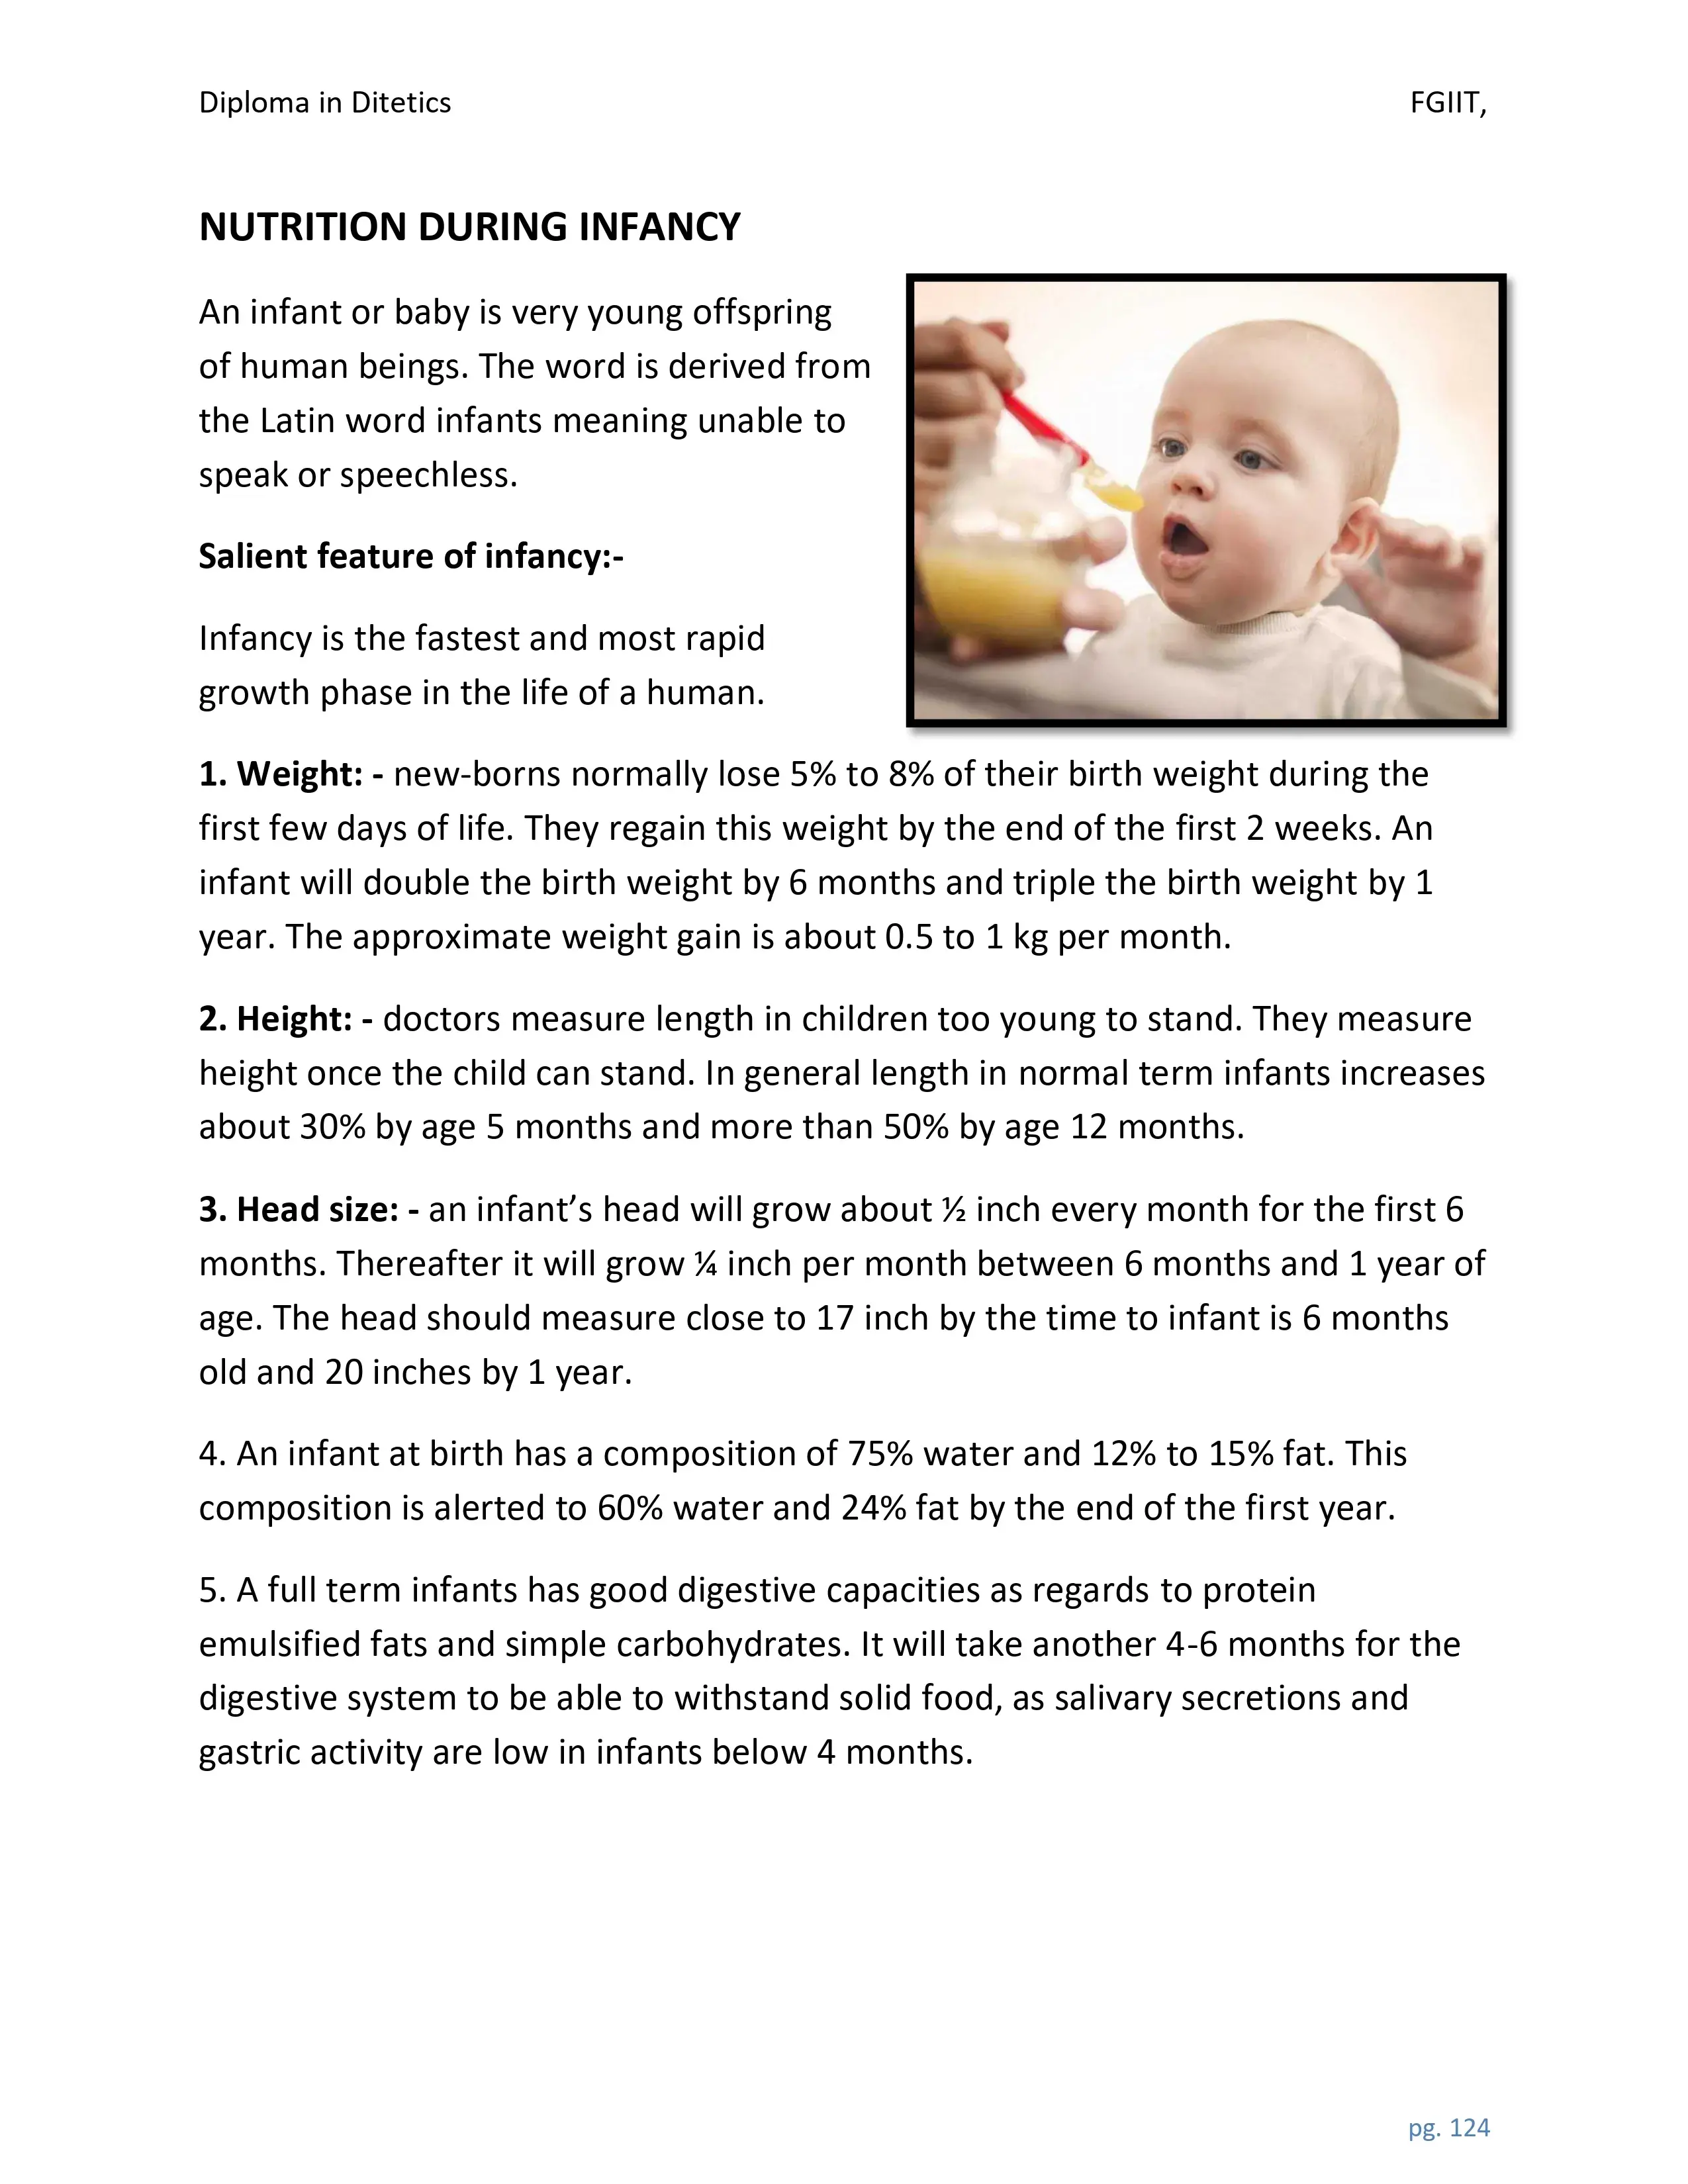 Diploma in Ditetics FGIIT,
NUTRITION DURING INFANCY
An infant or baby is very young offspring
of human beings. The word is derived from
the Latin word infants meaning unable to
speak or speechless.
Salient feature of infancy:-
Infancy is the fastest and most rapid
growth phase in the life of a human.
1. Weight: - new-borns normally lose 5% to 8% of their birth weight during the
first few days of life. They regain this weight by the end of the first 2 weeks. An
infant will double the birth weight by 6 months and triple the birth weight by 1
year. The approximate weight gain is about 0.5 to 1 kg per month.
2. Height: - doctors measure length in children too young to stand. They measure
height once the child can stand. In general length in normal term infants increases
about 30% by age 5 months and more than 50% by age 12 months.
3. Head size: - an infant’s head will grow about ½ inch every month for the first 6
months. Thereafter it will grow ¼ inch per month between 6 months and 1 year of
age. The head should measure close to 17 inch by the time to infant is 6 months
old and 20 inches by 1 year.
4. An infant at birth has a composition of 75% water and 12% to 15% fat. This
composition is alerted to 60% water and 24% fat by the end of the first year.
5. A full term infants has good digestive capacities as regards to protein
emulsified fats and simple carbohydrates. It will take another 4-6 months for the
digestive system to be able to withstand solid food, as salivary secretions and
gastric activity are low in infants below 4 months.
pg. 124